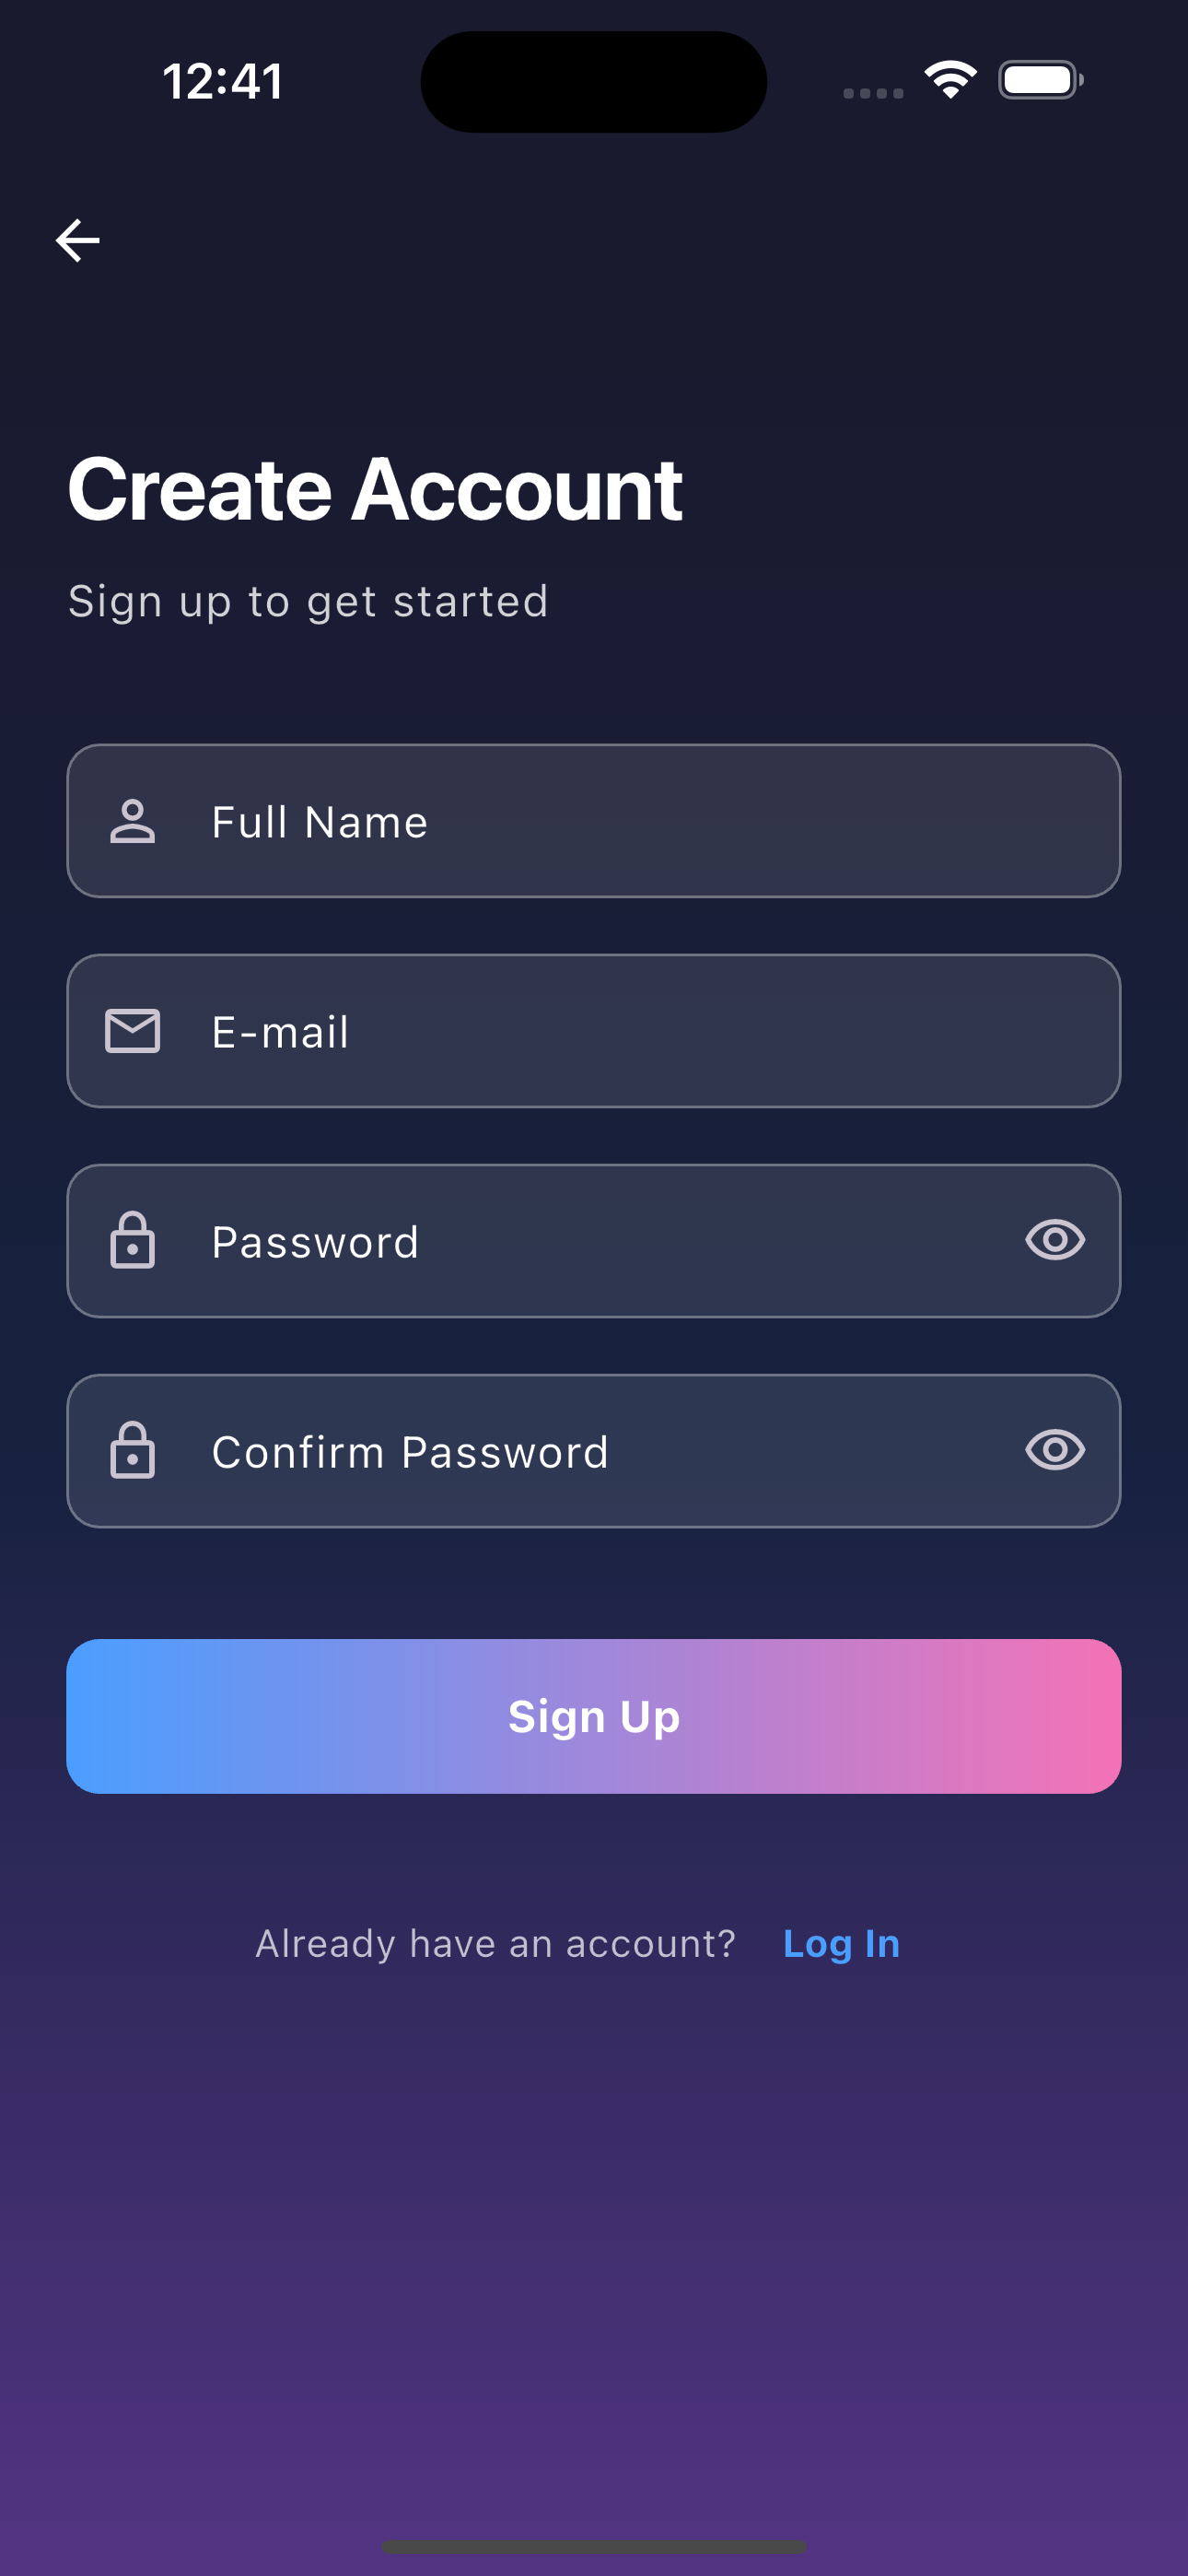 12:41
Create Account
Sign up to get started
Full Name
E-mail
Password
Confirm Password
Sign Up
Already have an account? Log In